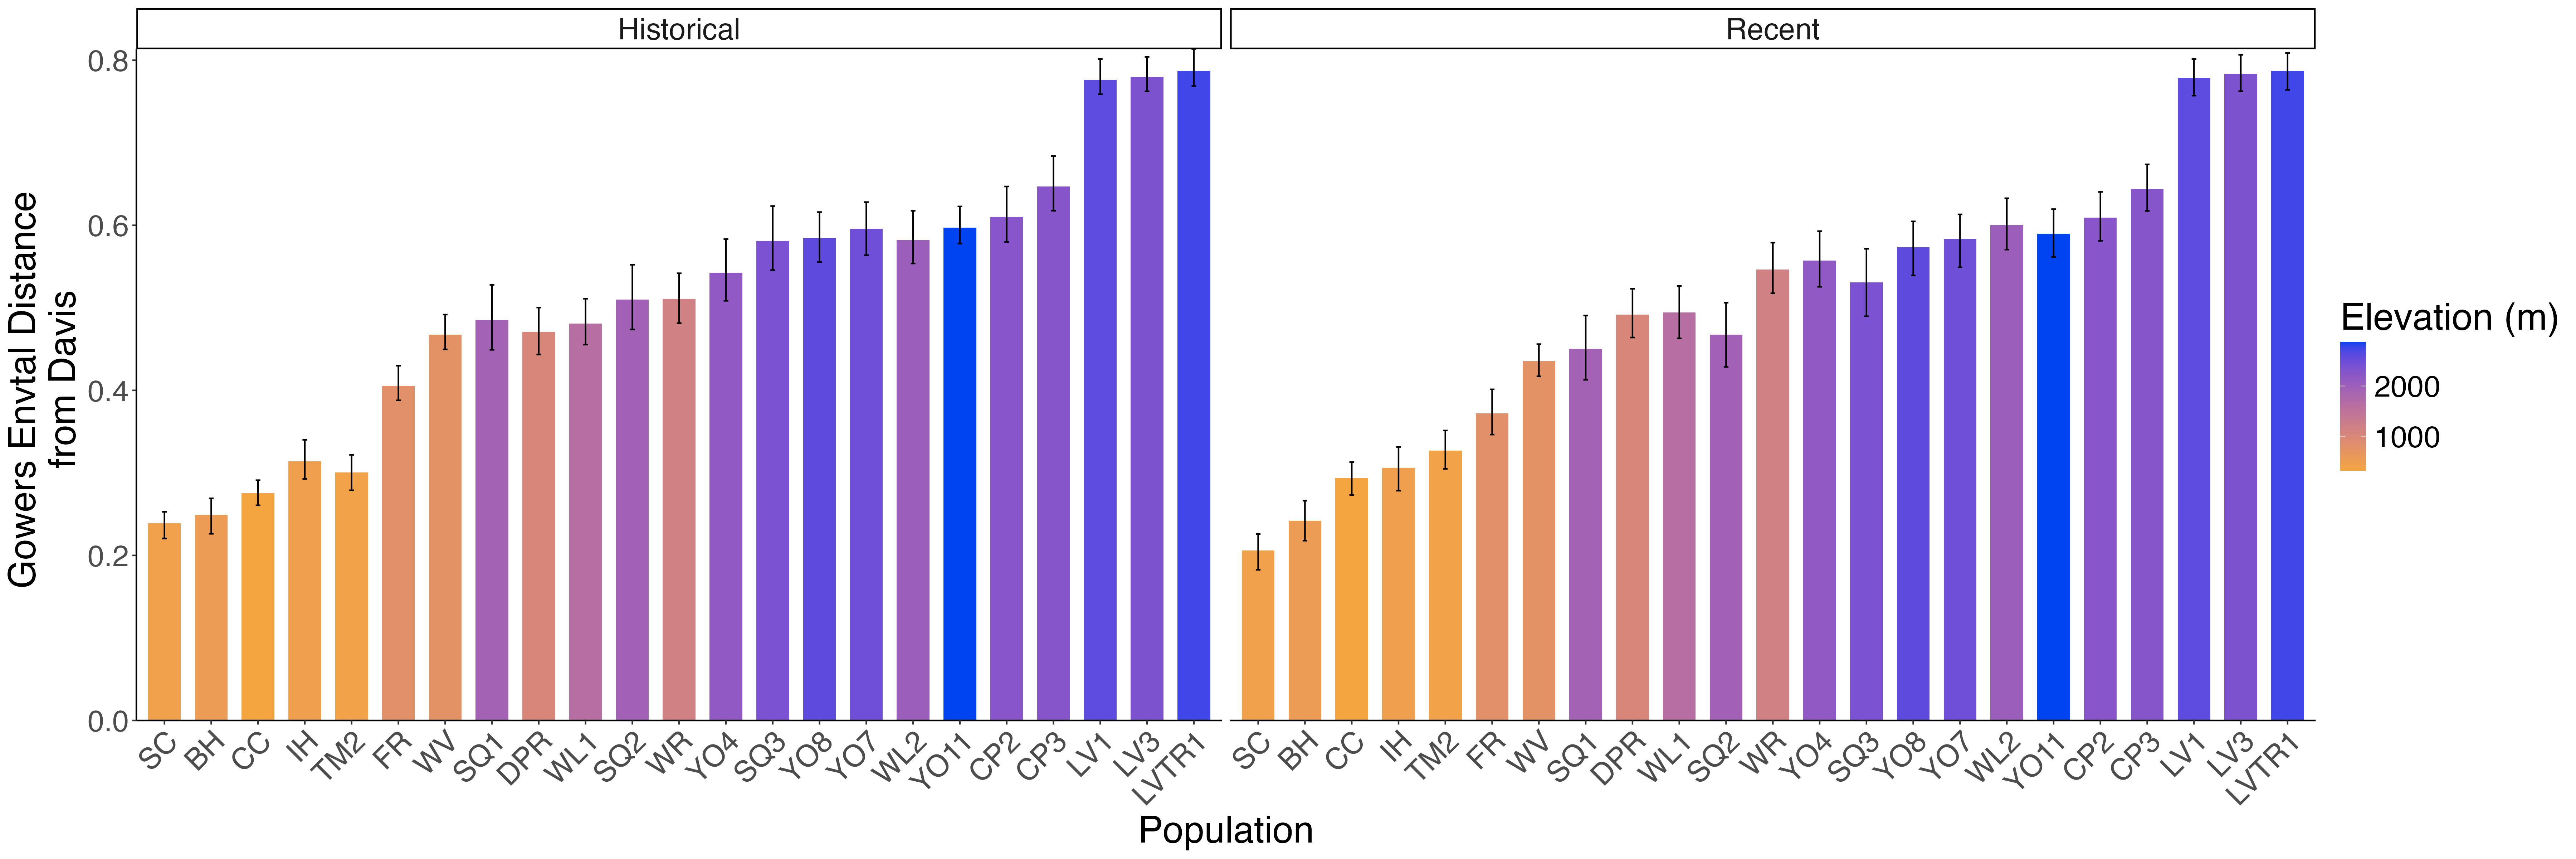 Historical
Recent
Gowers Envtal Distance
from Davis
0.8
0.6
0.4
0.2
0.0
SC BH CC IH TM2 FR WV SQ1 DPR WL1 SQ2 WR YO4 SQ3 YO8 YO7 WL2 YO11 CP2 CP3 LV1 LV3 LVTR1
SC BH CC IH TM2 FR WV SQ1 DPR WL1 SQ2 WR YO4 SQ3 YO8 YO7 WL2 YO11 CP2 CP3 LV1 LV3 LVTR1
Population
Elevation (m)
2000
1000